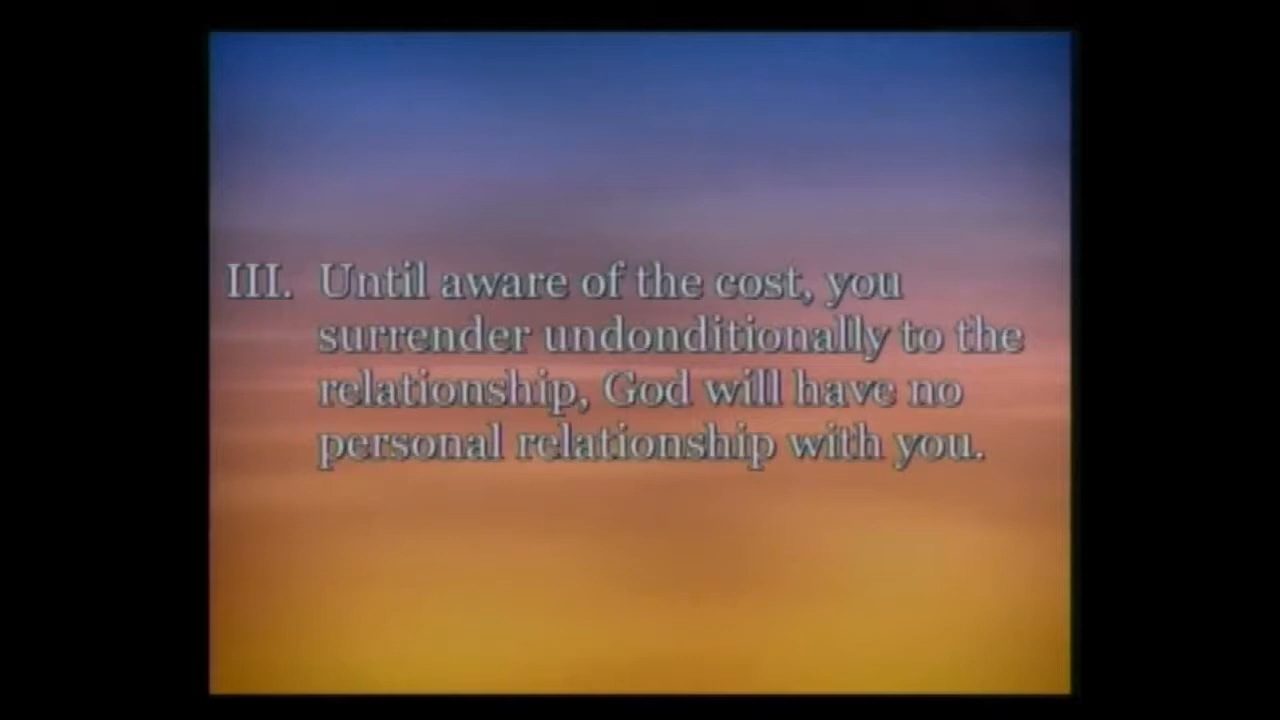 III. Until aware of the cost, you
surrender undonditionally to the
relationship, God will have no
personal relationship with you.